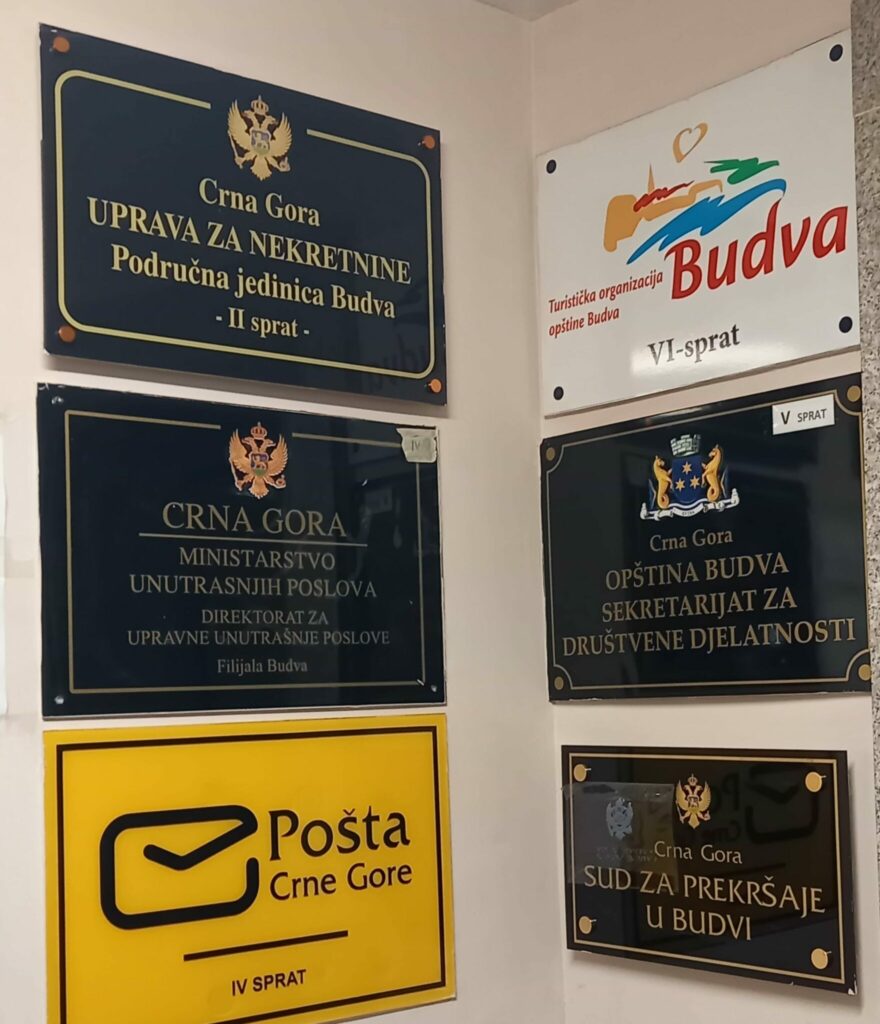 Crna Gora
UPRAVA ZA NEKRETNINE
Područna jedinica Budva
- II sprat -
IV
CRNA GORA
MINISTARSTVO
UNUTRASNJIH POSLOVA
DIREKTORAT ZA
UPRAVNE UNUTRAŠNJE POSLOVE
Filijala Budva
Pošta
Crne Gore
IV SPRAT
Budva
Turistička organizacija
opštine Budva
VI-sprat
V SPRAT
Crna Gora
OPŠTINA BUDVA
SEKRETARIJAT ZA
DRUŠTVENE DJELATNOSTI
Crna Gora
SUD ZA PREKRŠAJE
U BUDVI